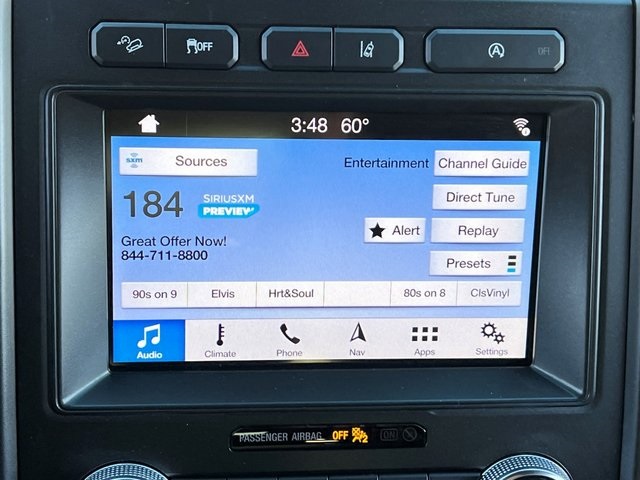 OFF
A OFF
3:48 60°
sxm Sources Entertainment Channel Guide
184 SIRIUSXM PREVIEW Direct Tune
Alert Replay
Great Offer Now!
844-711-8800
Presets
90s on 9 Elvis Hrt&Soul 80s on 8 ClsVinyl
Audio Climate Phone Nav Apps Settings
PASSENGER AIRBAG OFF 2 ON